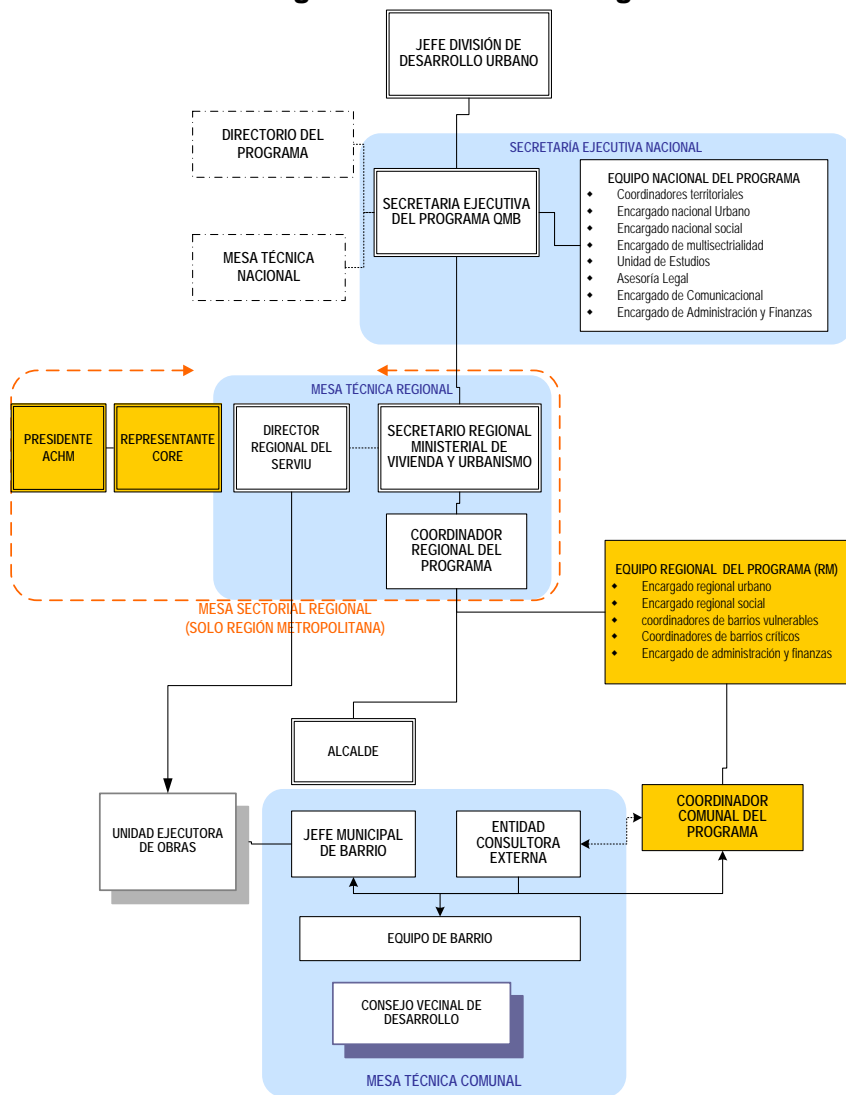 JEFE DIVISIÓN DE
DESARROLLO URBANO
DIRECTORIO DEL
PROGRAMA
SECRETARÍA EJECUTIVA NACIONAL
SECRETARIA EJECUTIVA
DEL PROGRAMA QMB
EQUIPO NACIONAL DEL PROGRAMA
Coordinadores territoriales
Encargado nacional Urbano
Encargado nacional social
Encargado de multisectrialidad
Unidad de Estudios
Asesoría Legal
Encargado de Comunicacional
Encargado de Administración y Finanzas
MESA TÉCNICA
NACIONAL
MESA TÉCNICA REGIONAL
PRESIDENTE
ACHM
REPRESENTANTE
CORE
DIRECTOR
REGIONAL DEL
SERVIU
SECRETARIO REGIONAL
MINISTERIAL DE
VIVIENDA Y URBANISMO
COORDINADOR
REGIONAL DEL
PROGRAMA
MESA SECTORIAL REGIONAL
(SOLO REGIÓN METROPOLITANA)
EQUIPO REGIONAL DEL PROGRAMA (RM)
Encargado regional urbano
Encargado regional social
coordinadores de barrios vulnerables
Coordinadores de barrios críticos
Encargado de administración y finanzas
ALCALDE
UNIDAD EJECUTORA
DE OBRAS
JEFE MUNICIPAL
DE BARRIO
ENTIDAD
CONSULTORA
EXTERNA
COORDINADOR
COMUNAL DEL
PROGRAMA
EQUIPO DE BARRIO
CONSEJO VECINAL DE
DESARROLLO
MESA TÉCNICA COMUNAL